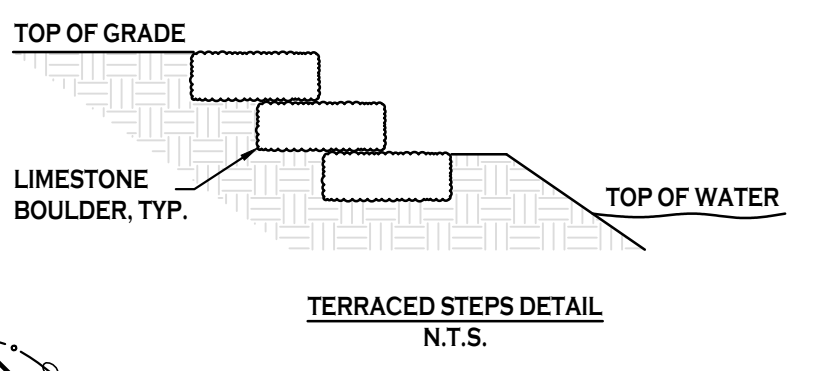 TOP OF GRADE
LIMESTONE
BOULDER, TYP.
TOP OF WATER
TERRACED STEPS DETAIL
N.T.S.